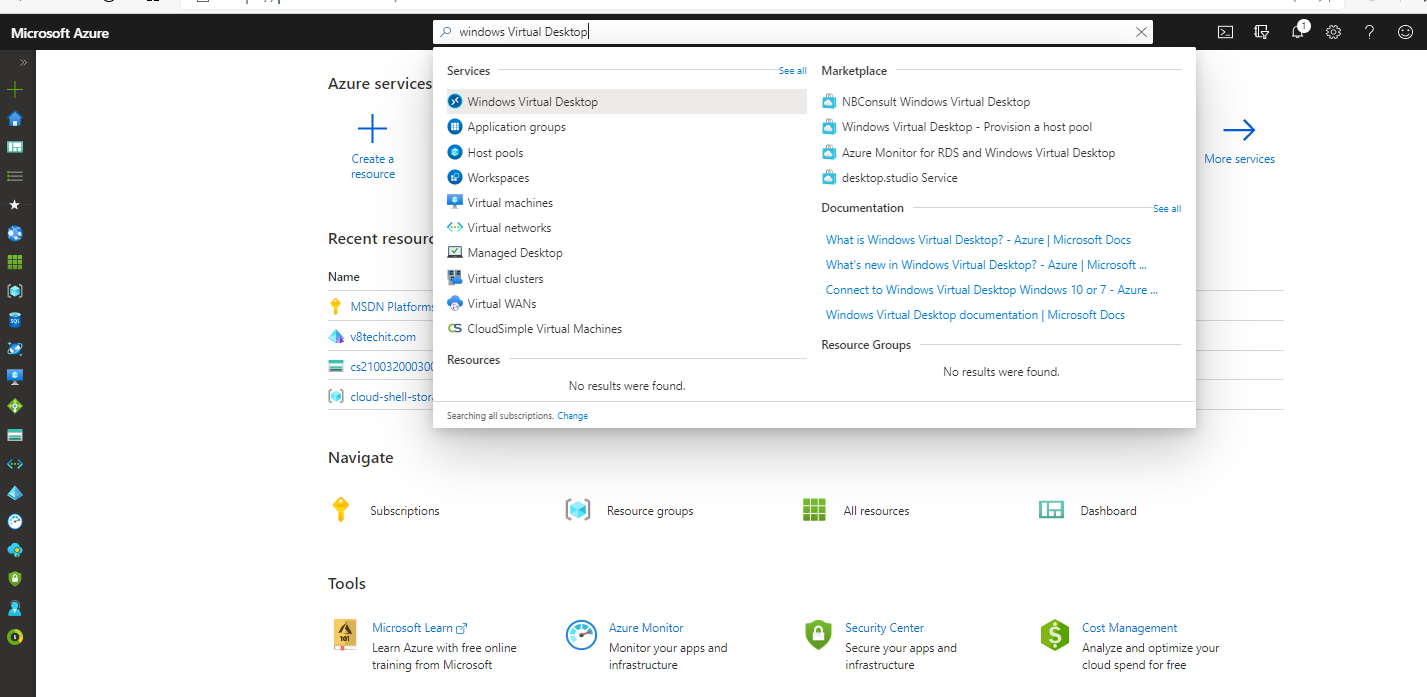 Microsoft Azure
windows Virtual Desktop
1
Services
See all
Windows Virtual Desktop
Application groups
Host pools
Workspaces
Virtual machines
Virtual networks
Managed Desktop
Virtual clusters
Virtual WANs
CloudSimple Virtual Machines
Resources
No results were found.
Marketplace
NBConsult Windows Virtual Desktop
Windows Virtual Desktop - Provision a host pool
Azure Monitor for RDS and Windows Virtual Desktop
desktop.studio Service
Documentation
See all
What is Windows Virtual Desktop? - Azure | Microsoft Docs
What's new in Windows Virtual Desktop? - Azure | Microsoft ...
Connect to Windows Virtual Desktop Windows 10 or 7 - Azure ...
Windows Virtual Desktop documentation | Microsoft Docs
Resource Groups
No results were found.
Searching all subscriptions. Change
Azure services
Create a
resource
More services
Recent resourc
Name
MSDN Platforms
v8techit.com
cs210032000300
cloud-shell-stora
Navigate
Subscriptions
Resource groups
All resources
Dashboard
Tools
101
Microsoft Learn
Learn Azure with free online
training from Microsoft
Azure Monitor
Monitor your apps and
infrastructure
Security Center
Secure your apps and
infrastructure
Cost Management
Analyze and optimize your
cloud spend for free